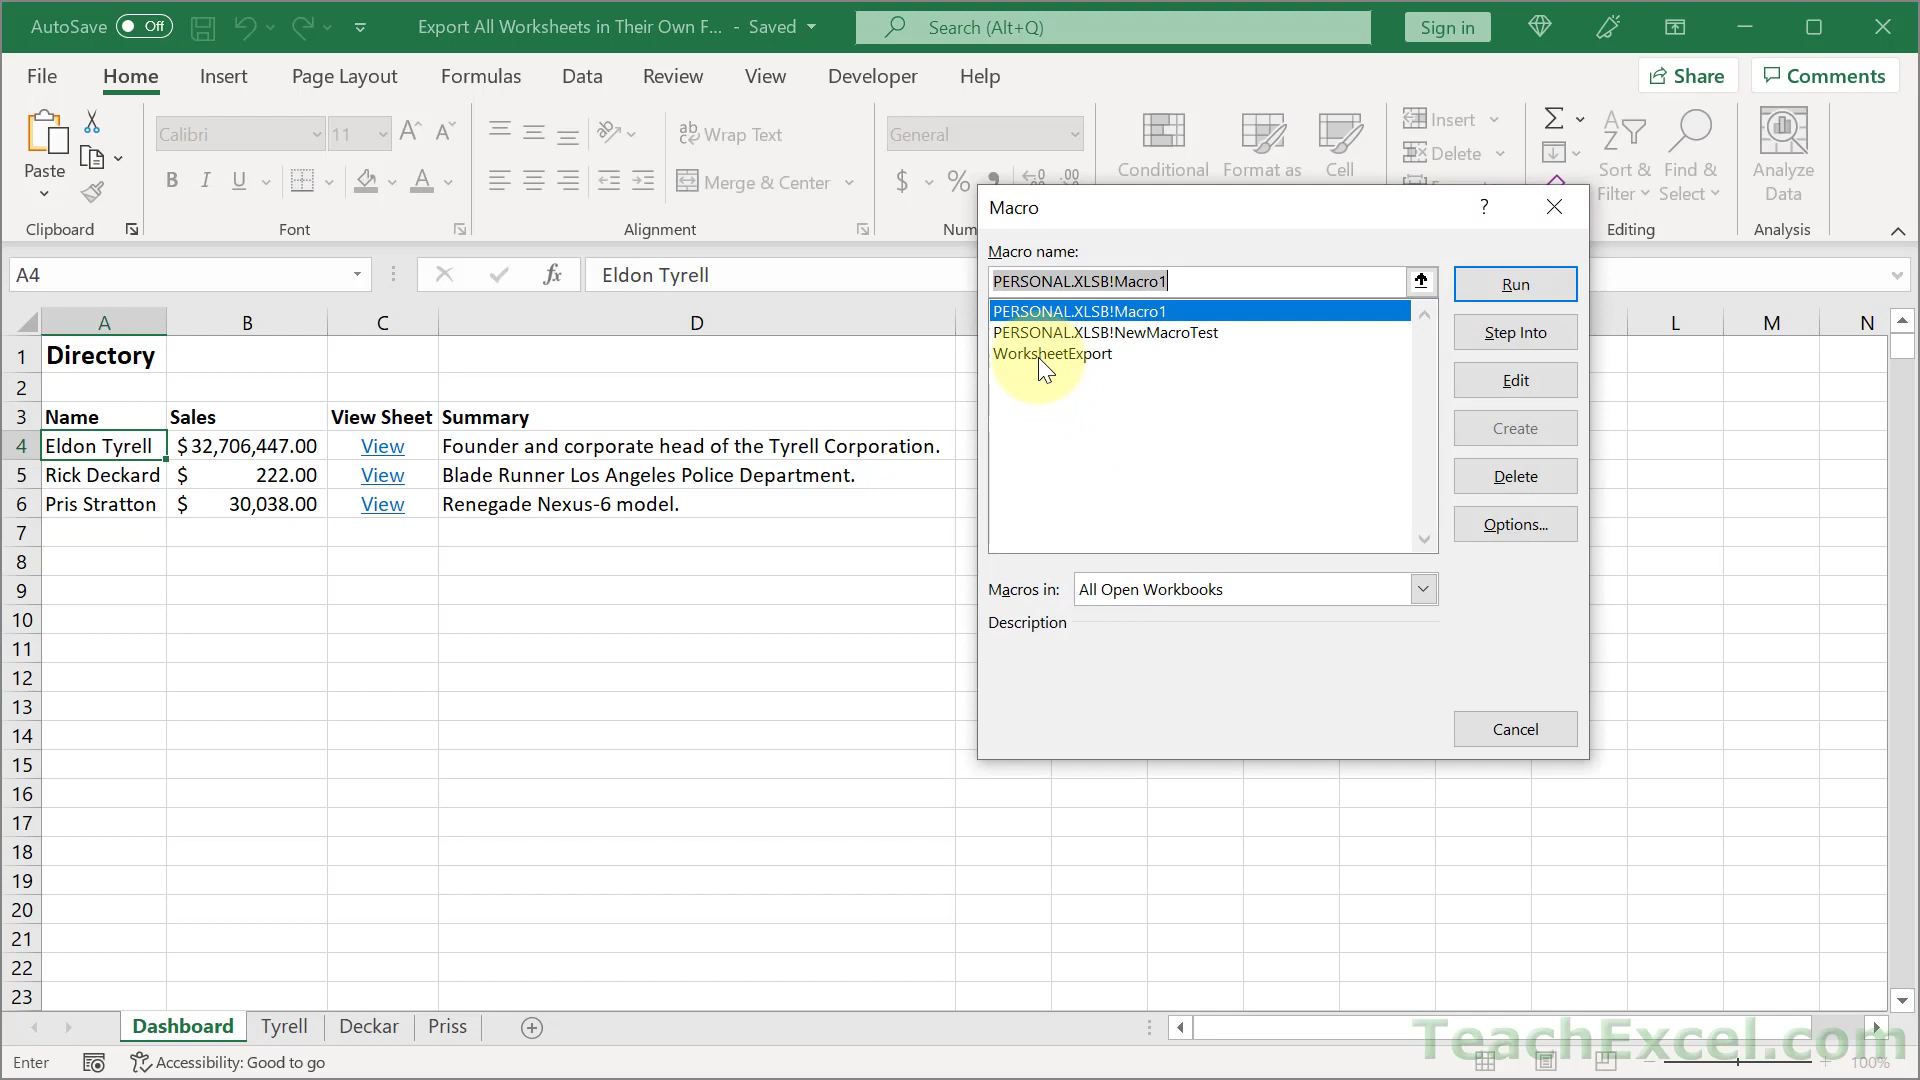 AutoSave Off Export All Worksheets in Their Own F... - Saved Search (Alt+Q) Sign in
File Home Insert Page Layout Formulas Data Review View Developer Help Share Comments
Paste
Calibri 11
Wrap Text
General
B I U
Merge & Center
$ %
Conditional Format as Cell
Insert
Delete
Sort & Filter
Find & Select
Analyze Data
Clipboard Font Alignment Num Editing Analysis
A4 fx Eldon Tyrell
A B C D L M N
1 Directory
2
3 Name Sales View Sheet Summary
4 Eldon Tyrell $32,706,447.00 View Founder and corporate head of the Tyrell Corporation.
5 Rick Deckard $ 222.00 View Blade Runner Los Angeles Police Department.
6 Pris Stratton $ 30,038.00 View Renegade Nexus-6 model.
7
8
9
10
11
12
13
14
15
16
17
18
19
20
21
22
23
Macro ?
Macro name:
PERSONAL.XLSB!Macro1
PERSONAL.XLSB!Macro1
PERSONAL.XLSB!NewMacroTest
WorksheetExport
Run
Step Into
Edit
Create
Delete
Options...
Macros in: All Open Workbooks
Description
Cancel
Dashboard Tyrell Deckar Priss
TeachExcel.com
Enter Accessibility: Good to go 100%